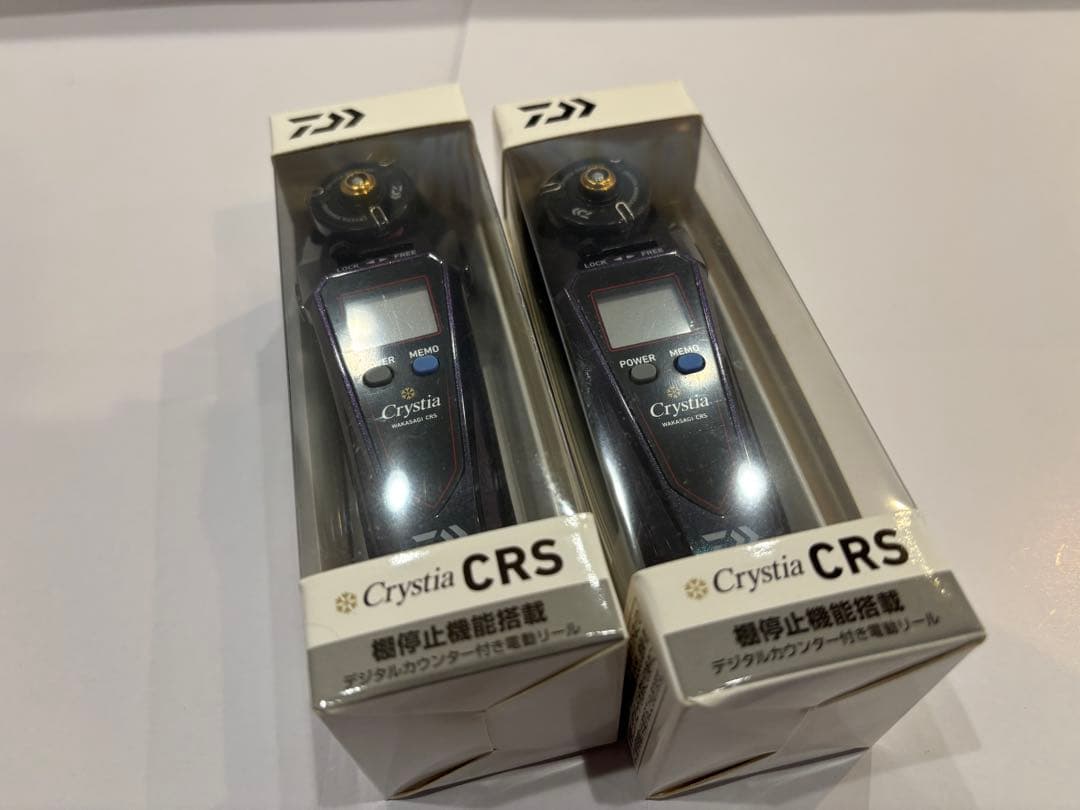 LOCK ◀ ▶ FREE
POWER MEMO
Crystia
WAKASAGI CRS
Crystia CRS
棚停止機能搭載
デジタルカウンター付き電動リール
LOCK ◀ ▶ FREE
POWER MEMO
Crystia
WAKASAGI CRS
Crystia CRS
棚停止機能搭載
デジタルカウンター付き電動リール